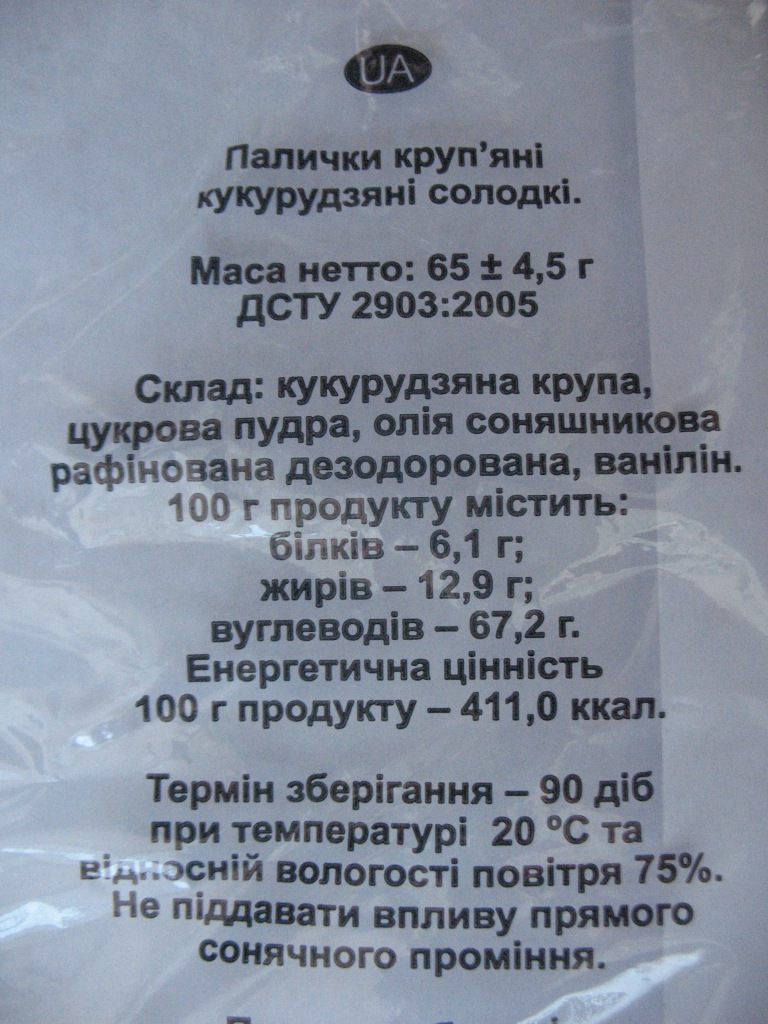 UA
Палички круп'яні
кукурудзяні солодкі.
Маса нетто: 65 ± 4,5 г
ДСТУ 2903:2005
Склад: кукурудзяна крупа,
цукрова пудра, олія соняшникова
рафінована дезодорована, ванілін.
100 г продукту містить:
білків – 6,1 г;
жирів – 12,9 г;
вуглеводів – 67,2 г.
Енергетична цінність
100 г продукту – 411,0 ккал.
Термін зберігання – 90 діб
при температурі 20 ºС та
відносній вологості повітря 75%.
Не піддавати впливу прямого
сонячного проміння.